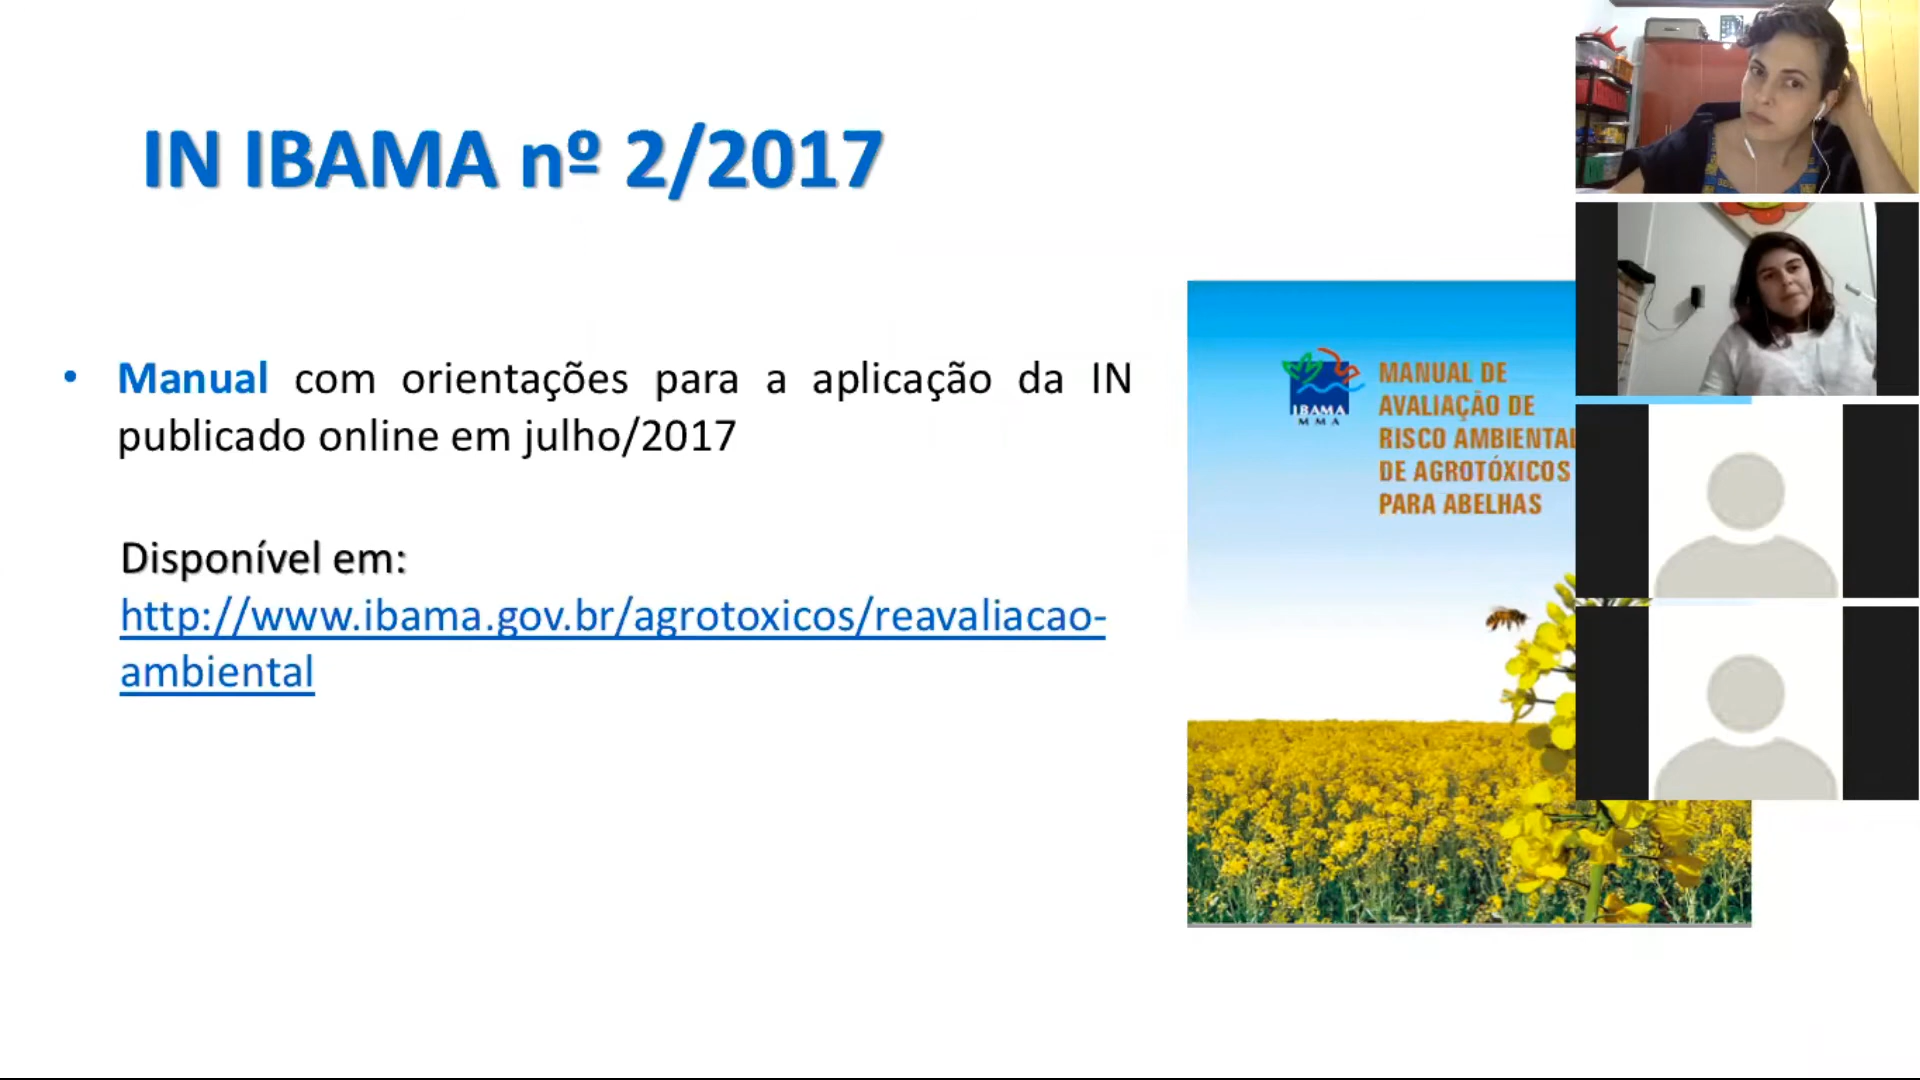 IN IBAMA nº 2/2017
• Manual com orientações para a aplicação da IN
publicado online em julho/2017
Disponível em:
http://www.ibama.gov.br/agrotoxicos/reavaliacao-
ambiental
IBAMA
M M A
MANUAL DE
AVALIAÇÃO DE
RISCO AMBIENTAL
DE AGROTÓXICOS
PARA ABELHAS